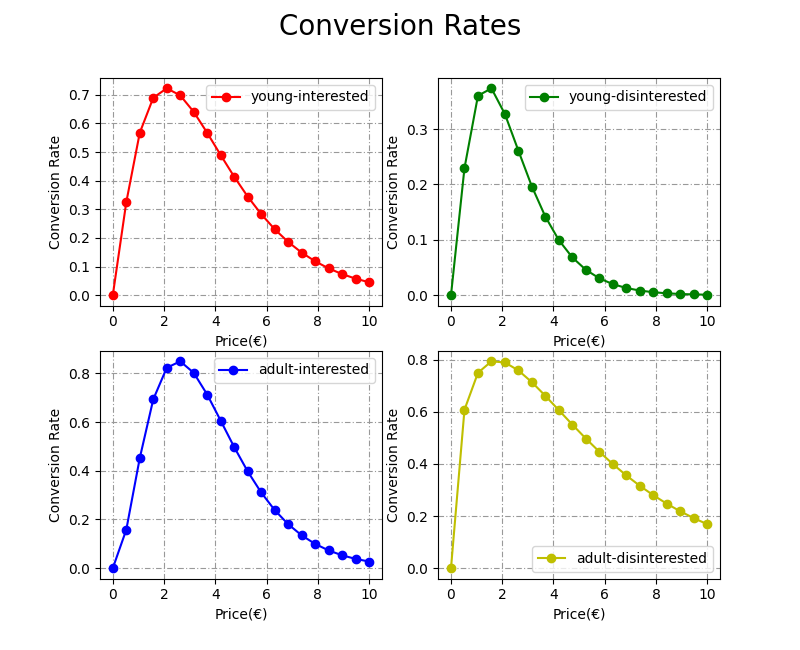 Conversion Rates
young-interested
Conversion Rate
0.7
0.6
0.5
0.4
0.3
0.2
0.1
0.0
0 2 4 6 8 10
Price(€)
young-disinterested
Conversion Rate
0.3
0.2
0.1
0.0
0 2 4 6 8 10
Price(€)
adult-interested
Conversion Rate
0.8
0.6
0.4
0.2
0.0
0 2 4 6 8 10
Price(€)
Conversion Rate
0.8
0.6
0.4
0.2
0.0
adult-disinterested
0 2 4 6 8 10
Price(€)